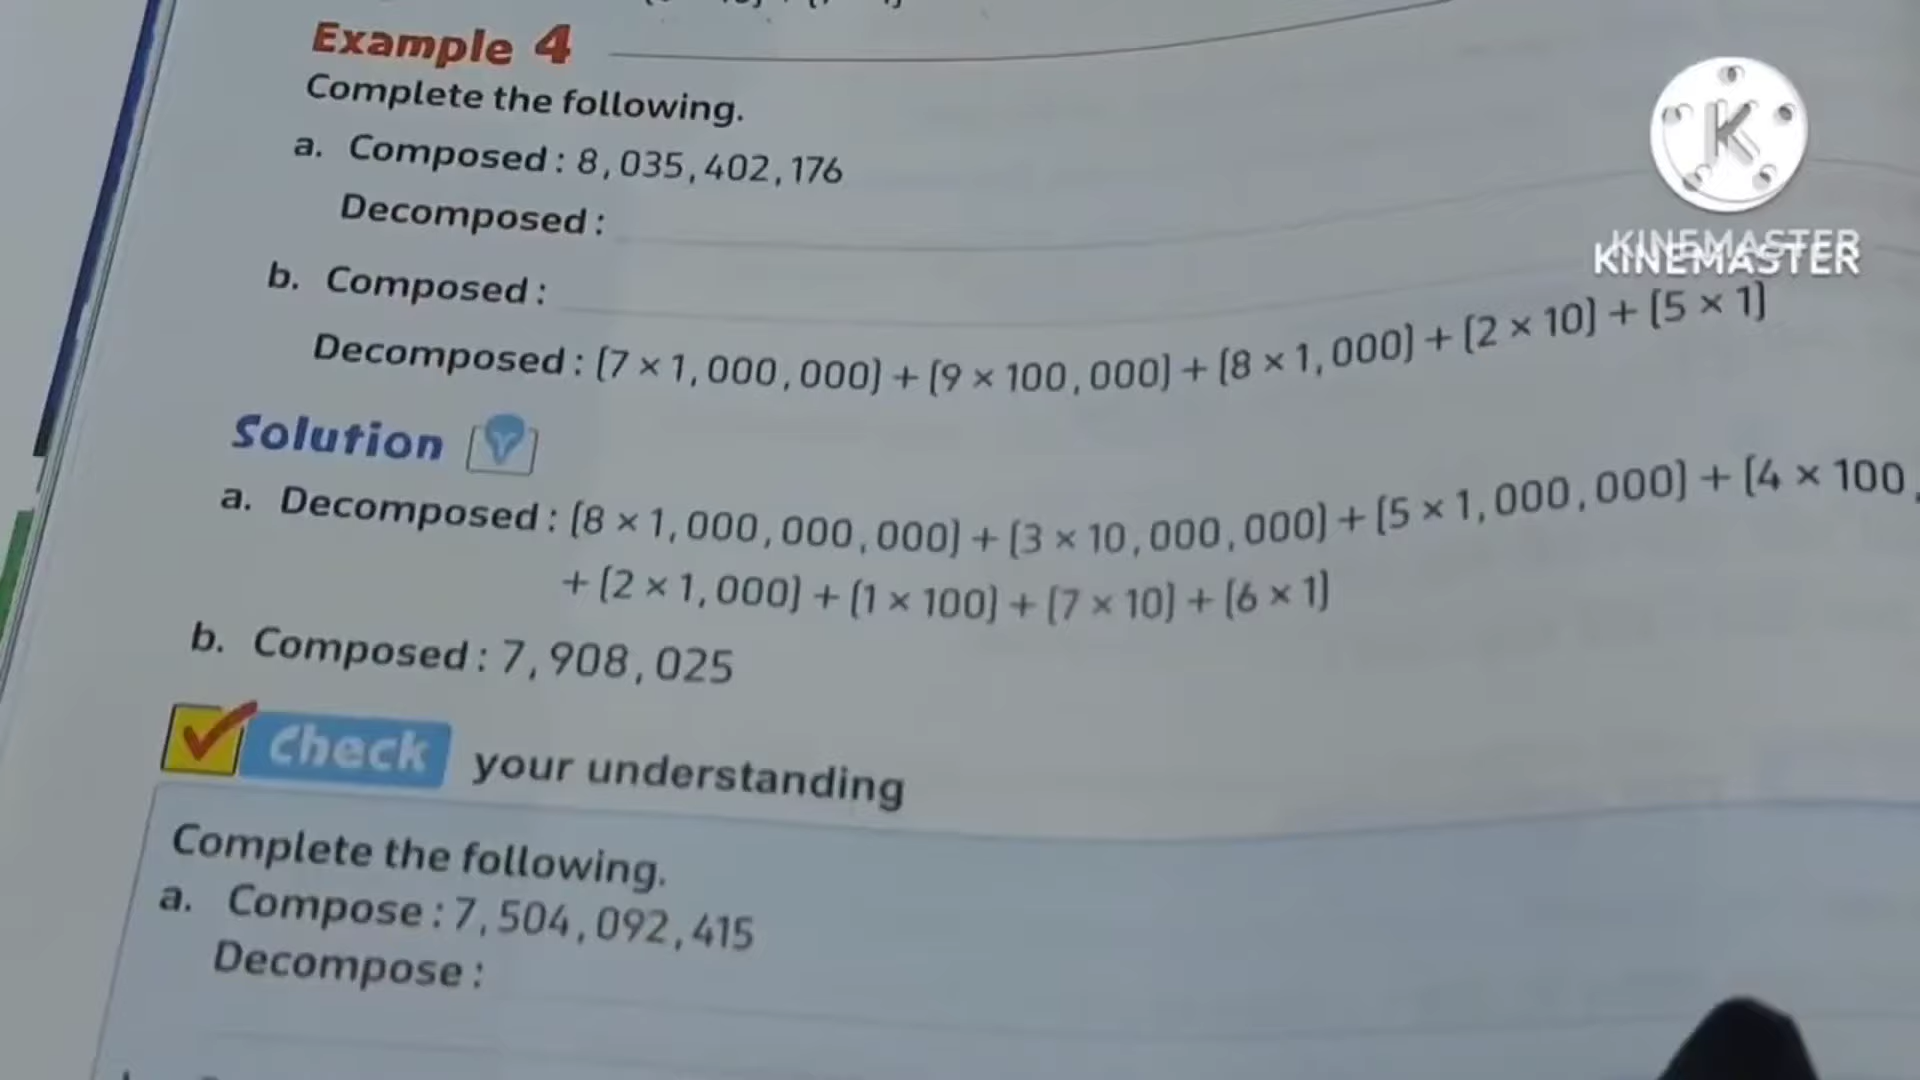 Example 4
Complete the following.
a. Composed : 8,035,402,176
Decomposed :
b. Composed :
Decomposed : (7 × 1,000,000) + (9 × 100,000) + (8 × 1,000) + (2 × 10) + (5 × 1)
Solution
a. Decomposed : (8 × 1,000,000,000) + (3 × 10,000,000) + (5 × 1,000,000) + (4 × 100,
+ (2 × 1,000) + (1 × 100) + (7 × 10) + (6 × 1)
b. Composed : 7,908,025
Check your understanding
Complete the following.
a. Compose : 7,504,092,415
Decompose :
K
KINEMASTER
KINEMASTER